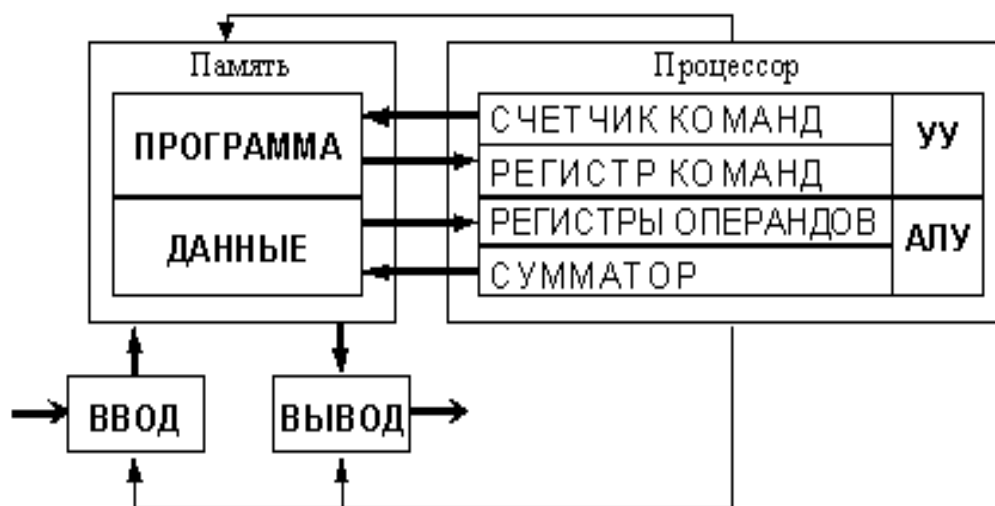 Память
Процессор
ПРОГРАММА
ДАННЫЕ
СЧЕТЧИК КОМАНД
РЕГИСТР КОМАНД
УУ
РЕГИСТРЫ ОПЕРАНДОВ
СУММАТОР
АЛУ
ВВОД
ВЫВОД